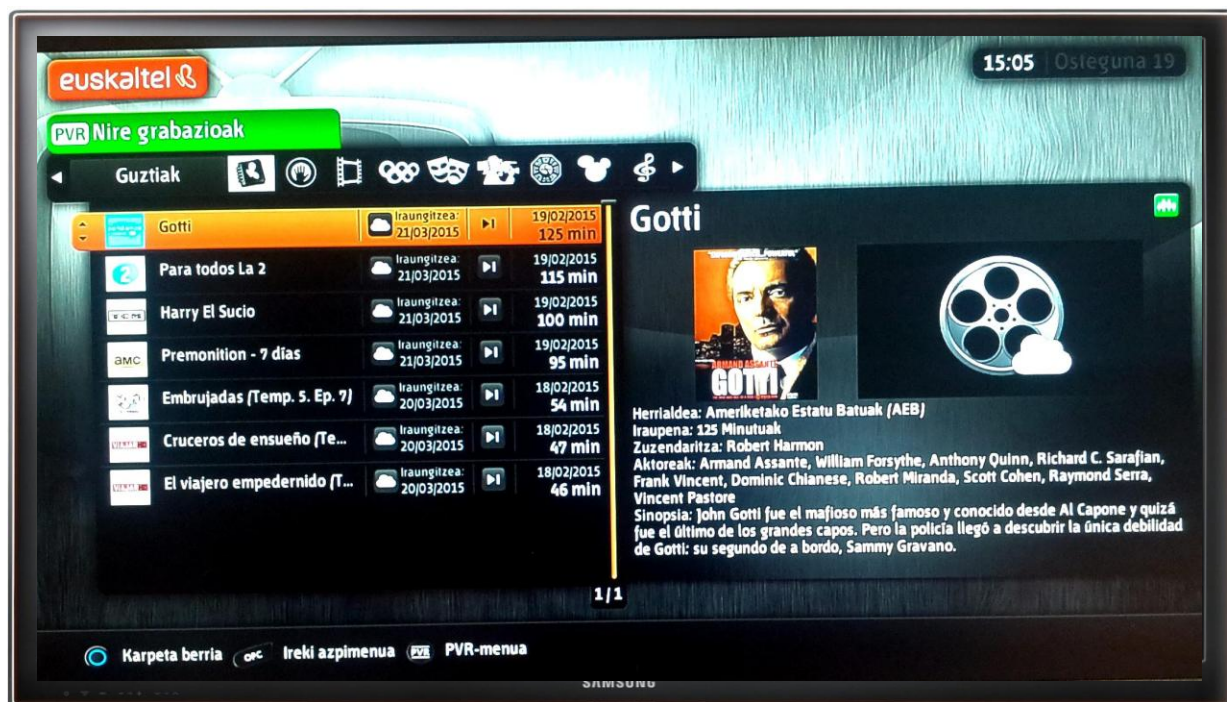 euskaltel
15:05 Osteguna 19
PVR Nire grabazioak
Guztiak
Gotti Iraungitzea: 21/03/2015 19/02/2015 125 min
2 Para todos La 2 Iraungitzea: 21/03/2015 19/02/2015 115 min
TCM Harry El Sucio Iraungitzea: 21/03/2015 19/02/2015 100 min
aMC Premonition - 7 días Iraungitzea: 21/03/2015 19/02/2015 95 min
Embrujadas (Temp. 5. Ep. 7) Iraungitzea: 20/03/2015 18/02/2015 54 min
VIAJAR Cruceros de ensueño (Te... Iraungitzea: 20/03/2015 18/02/2015 47 min
VIAJAR El viajero empedernido (T... Iraungitzea: 20/03/2015 18/02/2015 46 min
1/1
Gotti
ARMAND ASSANTE
GOTTI
Herrialdea: Ameriketako Estatu Batuak (AEB)
Iraupena: 125 Minutuak
Zuzendaritza: Robert Harmon
Aktoreak: Armand Assante, William Forsythe, Anthony Quinn, Richard C. Sarafian,
Frank Vincent, Dominic Chianese, Robert Miranda, Scott Cohen, Raymond Serra,
Vincent Pastore
Sinopsia: John Gotti fue el mafioso más famoso y conocido desde Al Capone y quizá
fue el último de los grandes capos. Pero la policía llegó a descubrir la única debilidad
de Gotti: su segundo de a bordo, Sammy Gravano.
Karpeta berria OPC Ireki azpimenua PVR PVR-menua
SAMSUNG